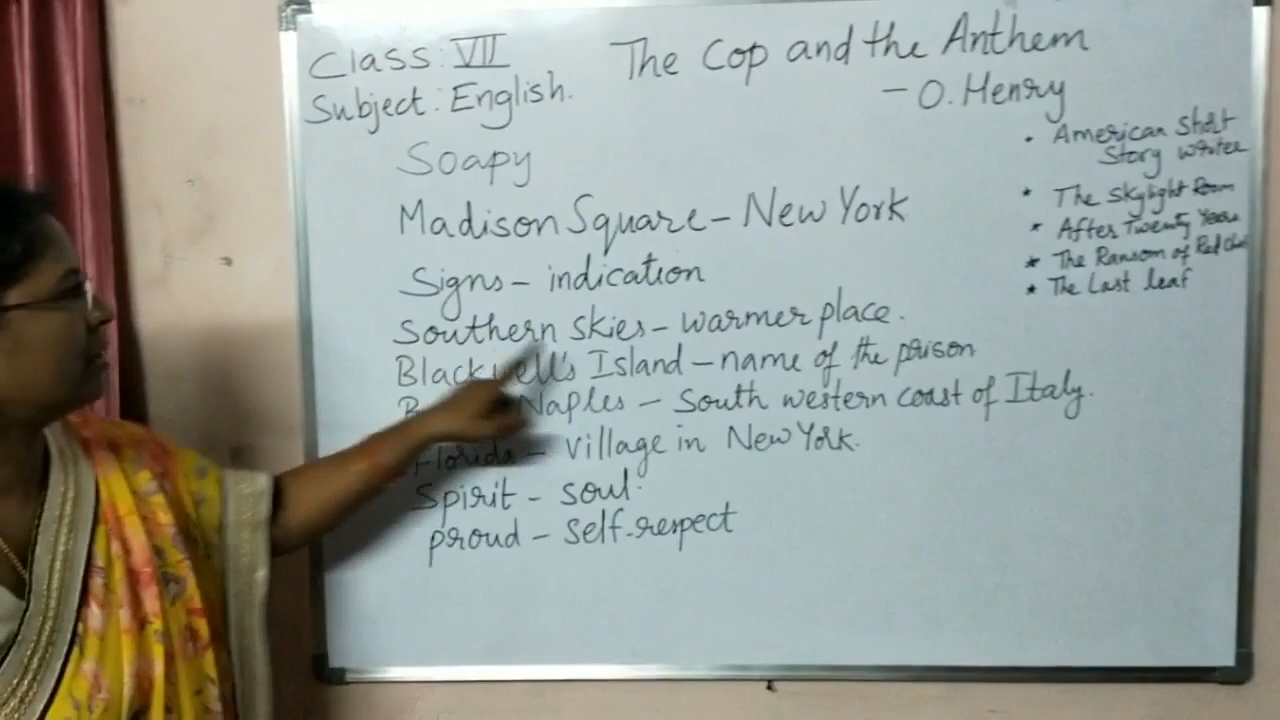 Class: VII
Subject: English.
The Cop and the Anthem
- O. Henry
• American Short
Story writer
* The Skylight Room
* After Twenty Years
* The Ransom of Red
* The Last leaf
Soapy
Madison Square - New York
Signs - indication
Southern Skies - warmer place.
Blackwell's Island - name of the prison
Naples - South western coast of Italy.
Florida - village in New York.
Spirit - soul.
proud - self-respect